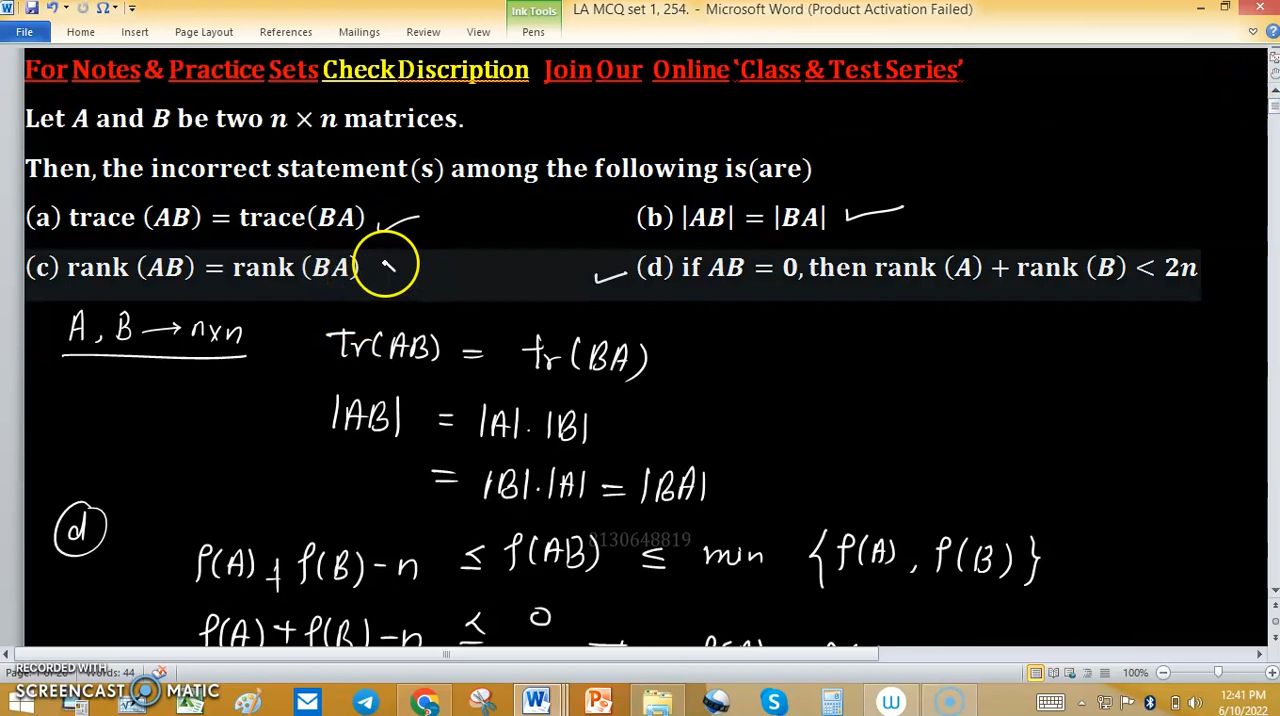 LA MCQ set 1, 254. - Microsoft Word (Product Activation Failed)
Ink Tools
File Home Insert Page Layout References Mailings Review View Pens
For Notes & Practice Sets Check Discription Join Our Online 'Class & Test Series'
Let A and B be two n × n matrices.
Then, the incorrect statement(s) among the following is(are)
(a) trace (AB) = trace(BA) (b) |AB| = |BA|
(c) rank (AB) = rank (BA) (d) if AB = 0, then rank (A) + rank (B) < 2n
A, B → n×n
Tr(AB) = tr(BA)
|AB| = |A|·|B|
= |B|·|A| = |BA|
d
8130648819
ρ(A) + ρ(B) - n ≤ ρ(AB) ≤ min {ρ(A), ρ(B)}
ρ(A) + ρ(B) - n ≤ 0
RECORDED WITH
SCREENCAST MATIC
Words: 44
100%
12:41 PM
6/10/2022